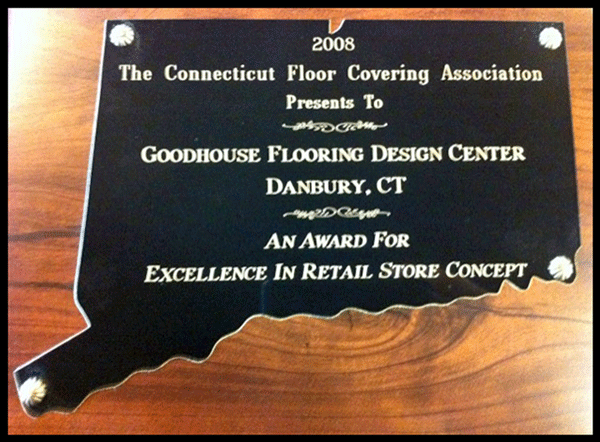 2008
The Connecticut Floor Covering Association
Presents To
GOODHOUSE FLOORING DESIGN CENTER
DANBURY, CT
AN AWARD FOR
EXCELLENCE IN RETAIL STORE CONCEPT